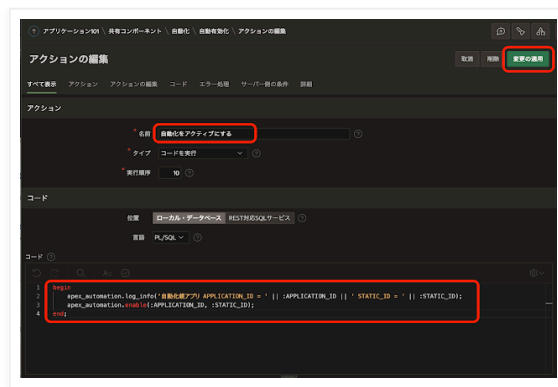 アプリケーション101 \ 共有コンポーネント \ 自動化 \ 自動有効化 \ アクションの編集
アクションの編集
取消 削除 変更の適用
すべて表示 アクション アクションの編集 コード エラー処理 サーバー側の条件 詳細
アクション
* 名前 自動化をアクティブにする
* タイプ コードを実行
* 実行順序 10
コード
位置 ローカル・データベース REST対応SQLサービス
言語 PL/SQL
コード
1 begin
2 apex_automation.log_info('自動化親アプリ APPLICATION_ID = ' || :APPLICATION_ID || ' STATIC_ID = ' || :STATIC_ID);
3 apex_automation.enable(:APPLICATION_ID, :STATIC_ID);
4 end;